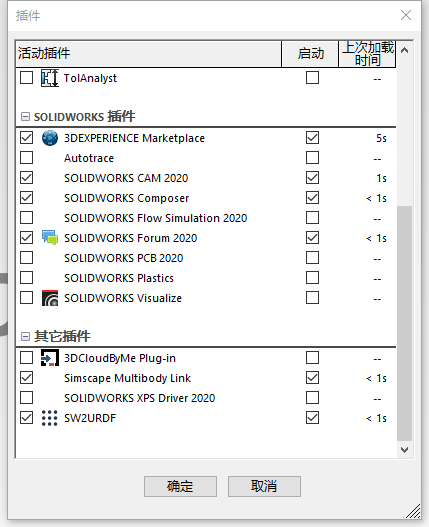 插件
活动插件 启动 上次加载时间
TolAnalyst --
SOLIDWORKS 插件
3DEXPERIENCE Marketplace 5s
Autotrace --
SOLIDWORKS CAM 2020 1s
SOLIDWORKS Composer < 1s
SOLIDWORKS Flow Simulation 2020 --
SOLIDWORKS Forum 2020 < 1s
SOLIDWORKS PCB 2020 --
SOLIDWORKS Plastics --
SOLIDWORKS Visualize --
其它插件
3DCloudByMe Plug-in --
Simscape Multibody Link < 1s
SOLIDWORKS XPS Driver 2020 --
SW2URDF < 1s
确定 取消